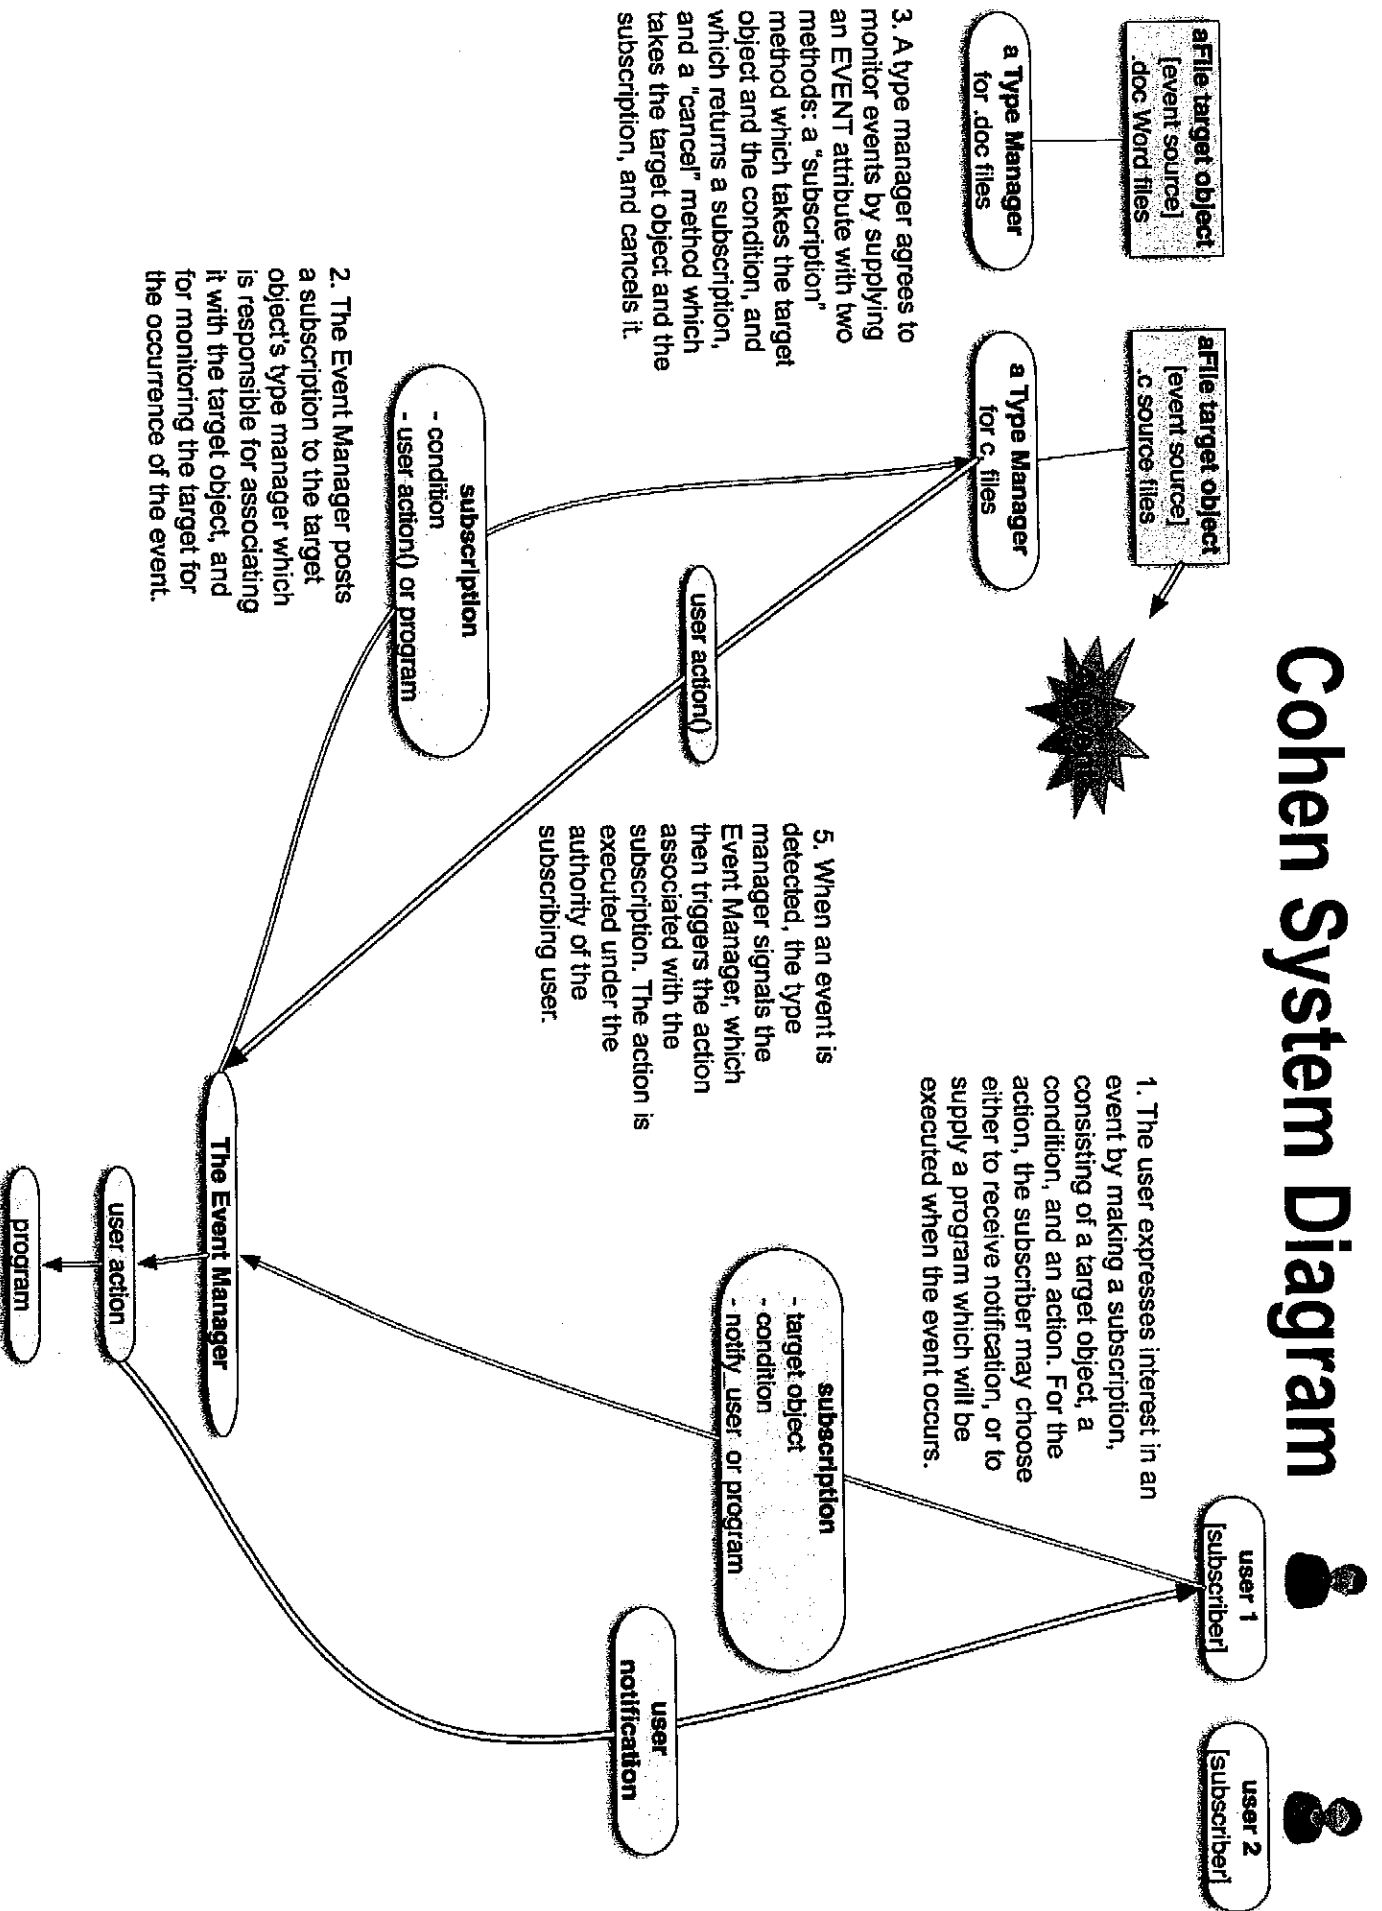 Cohen System Diagram
aFile target object
[event source]
.doc Word files
a Type Manager
for .doc files
aFile target object
[event source]
.c source files
a Type Manager
for c. files
user 1
[subscriber]
user 2
[subscriber]
1. The user expresses interest in an
event by making a subscription,
consisting of a target object, a
condition, and an action. For the
action, the subscriber may choose
either to receive notification, or to
supply a program which will be
executed when the event occurs.
3. A type manager agrees to
monitor events by supplying
an EVENT attribute with two
methods: a "subscription"
method which takes the target
object and the condition, and
which returns a subscription,
and a "cancel" method which
takes the target object and the
subscription, and cancels it.
user action()
5. When an event is
detected, the type
manager signals the
Event Manager, which
then triggers the action
associated with the
subscription. The action is
executed under the
authority of the
subscribing user.
subscription
- target object
- condition
- notify_user or program
user
notification
subscription
- condition
- user action() or program
2. The Event Manager posts
a subscription to the target
object's type manager which
is responsible for associating
it with the target object, and
for monitoring the target for
the occurrence of the event.
The Event Manager
user action
program